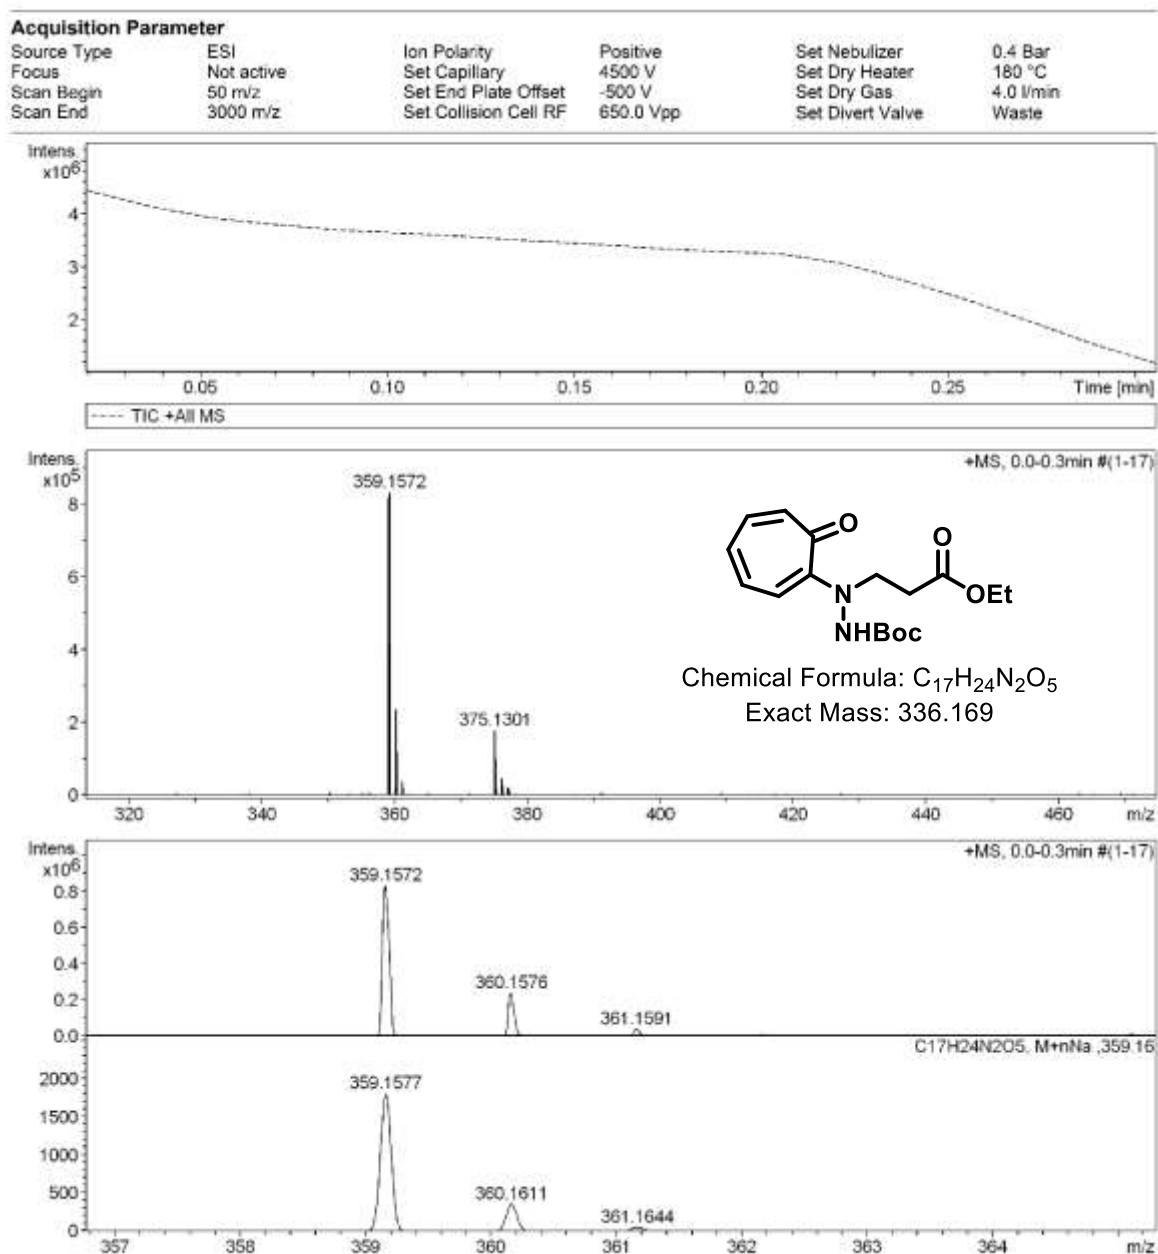 Acquisition Parameter
Source Type ESI Ion Polarity Positive Set Nebulizer 0.4 Bar
Focus Not active Set Capillary 4500 V Set Dry Heater 180 °C
Scan Begin 50 m/z Set End Plate Offset -500 V Set Dry Gas 4.0 l/min
Scan End 3000 m/z Set Collision Cell RF 650.0 Vpp Set Divert Valve Waste
Intens.
x10⁶
4
3
2
0.05 0.10 0.15 0.20 0.25 Time [min]
TIC +All MS
Intens.
x10⁵
+MS, 0.0-0.3min #(1-17)
359.1572
8
6
4
2
0
375.1301
O
O
N
OEt
NHBoc
Chemical Formula: C₁₇H₂₄N₂O₅
Exact Mass: 336.169
320 340 360 380 400 420 440 460 m/z
Intens.
x10⁶
+MS, 0.0-0.3min #(1-17)
359.1572
0.8
0.6
0.4
0.2
0.0
360.1576
361.1591
C17H24N2O5, M+nNa ,359.16
359.1577
2000
1500
1000
500
0
360.1611
361.1644
357 358 359 360 361 362 363 364 m/z